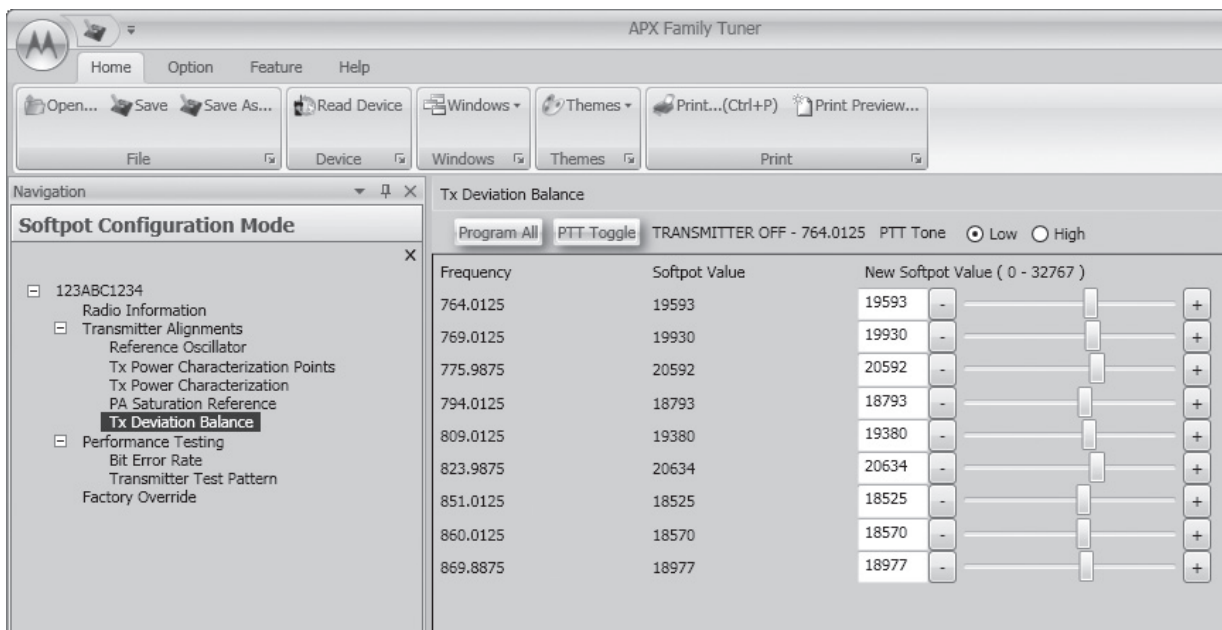 APX Family Tuner
Home Option Feature Help
Open... Save Save As... Read Device Windows Themes Print...(Ctrl+P) Print Preview...
File Device Windows Themes Print
Navigation
Softpot Configuration Mode
123ABC1234
Radio Information
Transmitter Alignments
Reference Oscillator
Tx Power Characterization Points
Tx Power Characterization
PA Saturation Reference
Tx Deviation Balance
Performance Testing
Bit Error Rate
Transmitter Test Pattern
Factory Override
Tx Deviation Balance
Program All PTT Toggle TRANSMITTER OFF - 764.0125 PTT Tone Low High
Frequency Softpot Value New Softpot Value ( 0 - 32767 )
764.0125 19593 19593 - +
769.0125 19930 19930 - +
775.9875 20592 20592 - +
794.0125 18793 18793 - +
809.0125 19380 19380 - +
823.9875 20634 20634 - +
851.0125 18525 18525 - +
860.0125 18570 18570 - +
869.8875 18977 18977 - +